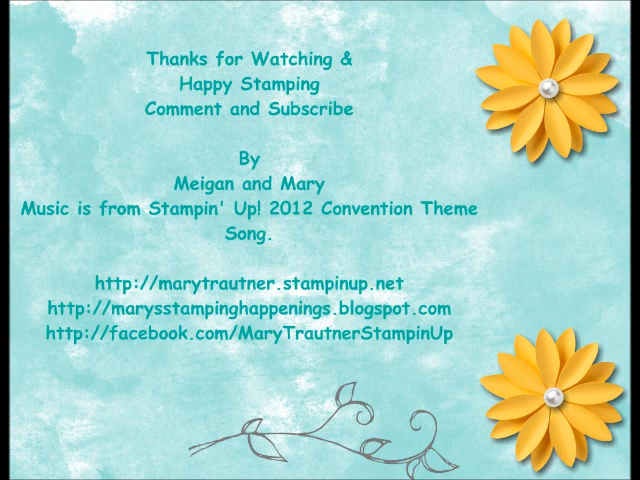 Thanks for Watching &
Happy Stamping
Comment and Subscribe
By
Meigan and Mary
Music is from Stampin' Up! 2012 Convention Theme
Song.
http://marytrautner.stampinup.net
http://marysstampinghappenings.blogspot.com
http://facebook.com/MaryTrautnerStampinUp